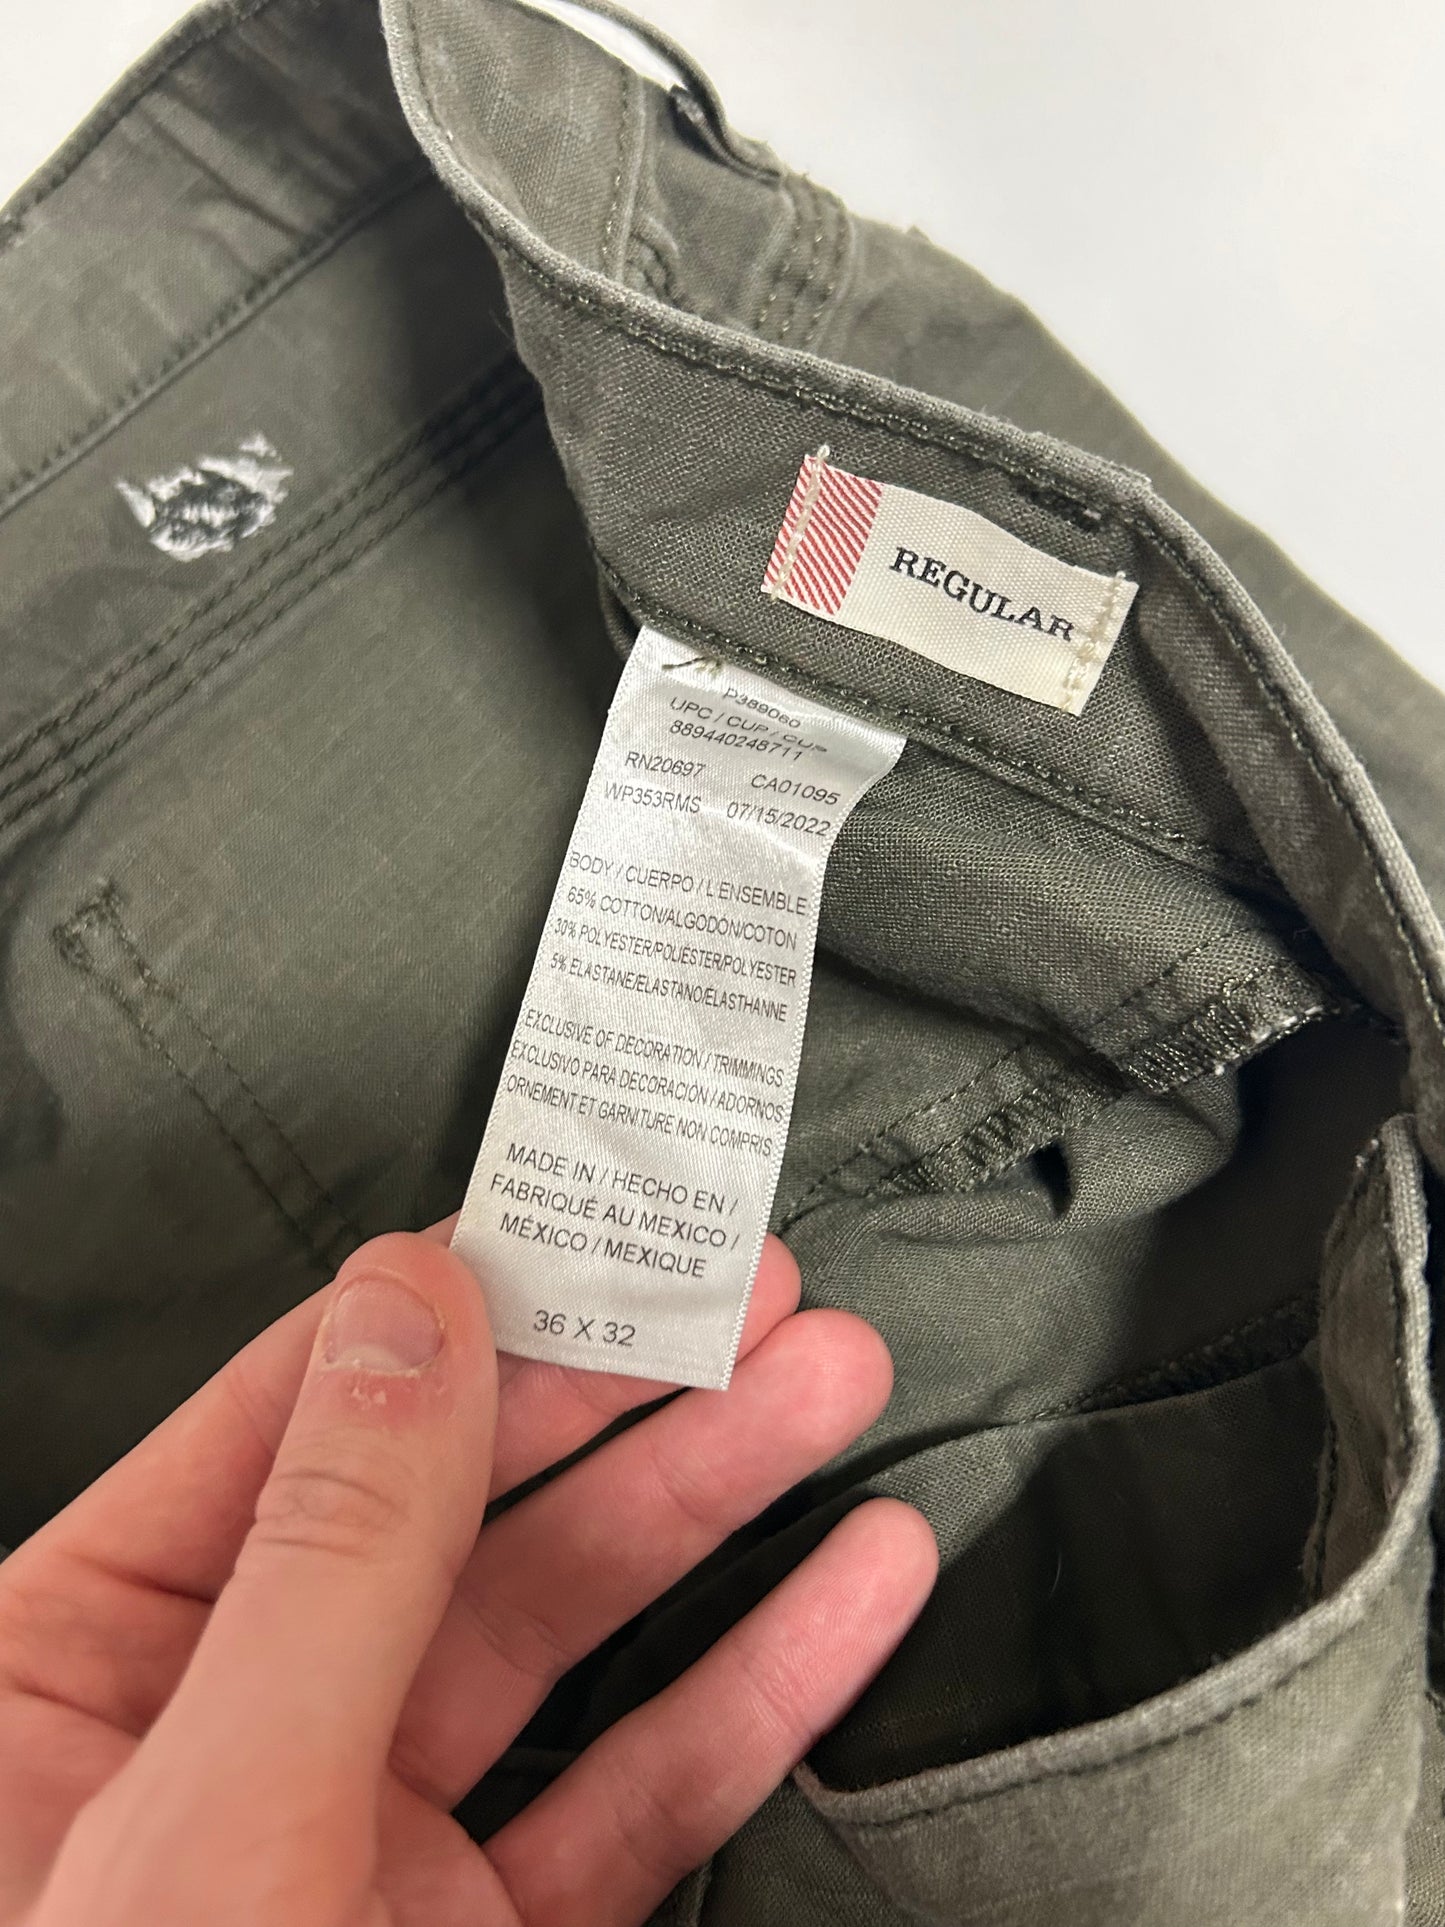 REGULAR
P389060
UPC / CUP / CUP
889440248711
RN20697 CA01095
WP353RMS 07/15/2022
BODY / CUERPO / L'ENSEMBLE
65% COTTON/ALGODON/COTON
30% POLYESTER/POLIÉSTER/POLYESTER
5% ELASTANE/ELASTANO/ELASTHANNE
EXCLUSIVE OF DECORATION / TRIMMINGS
EXCLUSIVO PARA DECORACIÓN / ADORNOS
ORNEMENT ET GARNITURE NON COMPRIS
MADE IN / HECHO EN /
FABRIQUÉ AU MEXICO /
MÉXICO / MEXIQUE
36 X 32